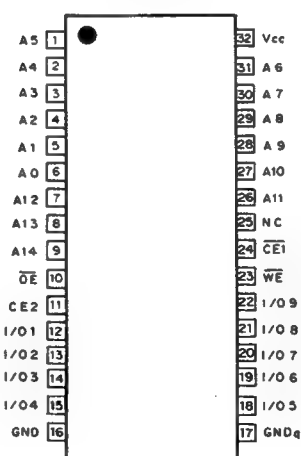 A5 1 32 Vcc
A4 2 31 A6
A3 3 30 A7
A2 4 29 A8
A1 5 28 A9
A0 6 27 A10
A12 7 26 A11
A13 8 25 NC
A14 9 24 C̅E̅1̅
O̅E̅ 10 23 W̅E̅
CE2 11 22 I/O9
I/O1 12 21 I/O8
I/O2 13 20 I/O7
I/O3 14 19 I/O6
I/O4 15 18 I/O5
GND 16 17 GNDq